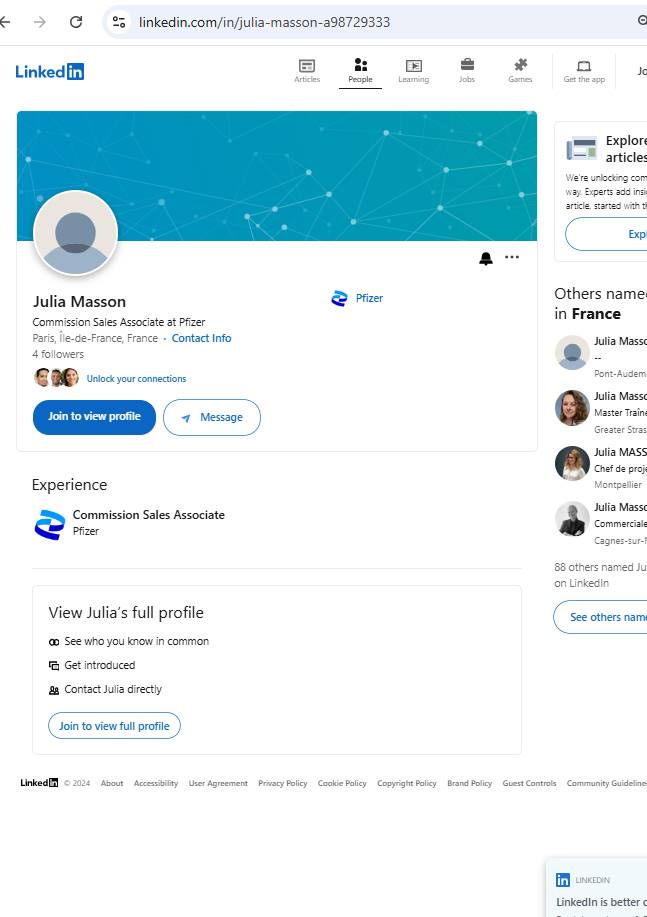 linkedin.com/in/julia-masson-a98729333
LinkedIn
Articles
People
Learning
Jobs
Games
Get the app
Jo
Julia Masson
Commission Sales Associate at Pfizer
Paris, Île-de-France, France · Contact Info
4 followers
Unlock your connections
Join to view profile
Message
Pfizer
Experience
Commission Sales Associate
Pfizer
View Julia's full profile
See who you know in common
Get introduced
Contact Julia directly
Join to view full profile
Explore
articles
We're unlocking com
way. Experts add insig
article, started with th
Expl
Others named
in France
Julia Masso
--
Pont-Audem
Julia Masso
Master Traine
Greater Stras
Julia MASS
Chef de proje
Montpellier
Julia Masso
Commerciale
Cagnes-sur-M
88 others named Ju
on LinkedIn
See others name
LinkedIn © 2024 About Accessibility User Agreement Privacy Policy Cookie Policy Copyright Policy Brand Policy Guest Controls Community Guideline
LINKEDIN
LinkedIn is better o